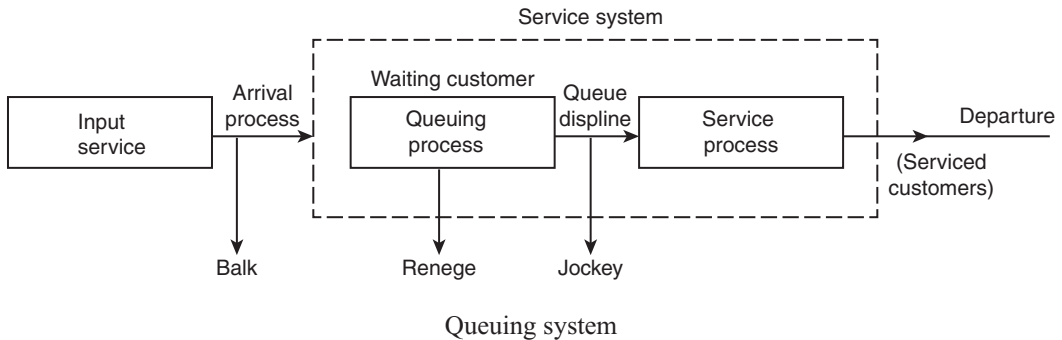 Service system
Waiting customer
Arrival
process
Queue
displine
Departure
Input
service
Queuing
process
Service
process
(Serviced
customers)
Balk
Renege
Jockey
Queuing system